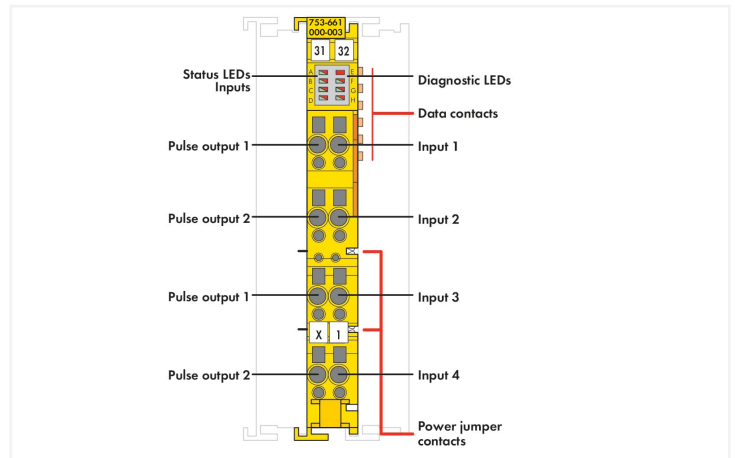 753-661
000-003
31 32
Status LEDs
Inputs
A
B
C
D
E
F
G
H
Diagnostic LEDs
Data contacts
Pulse output 1
Input 1
Pulse output 2
Input 2
Pulse output 1
Input 3
X 1
Pulse output 2
Input 4
Power jumper
contacts